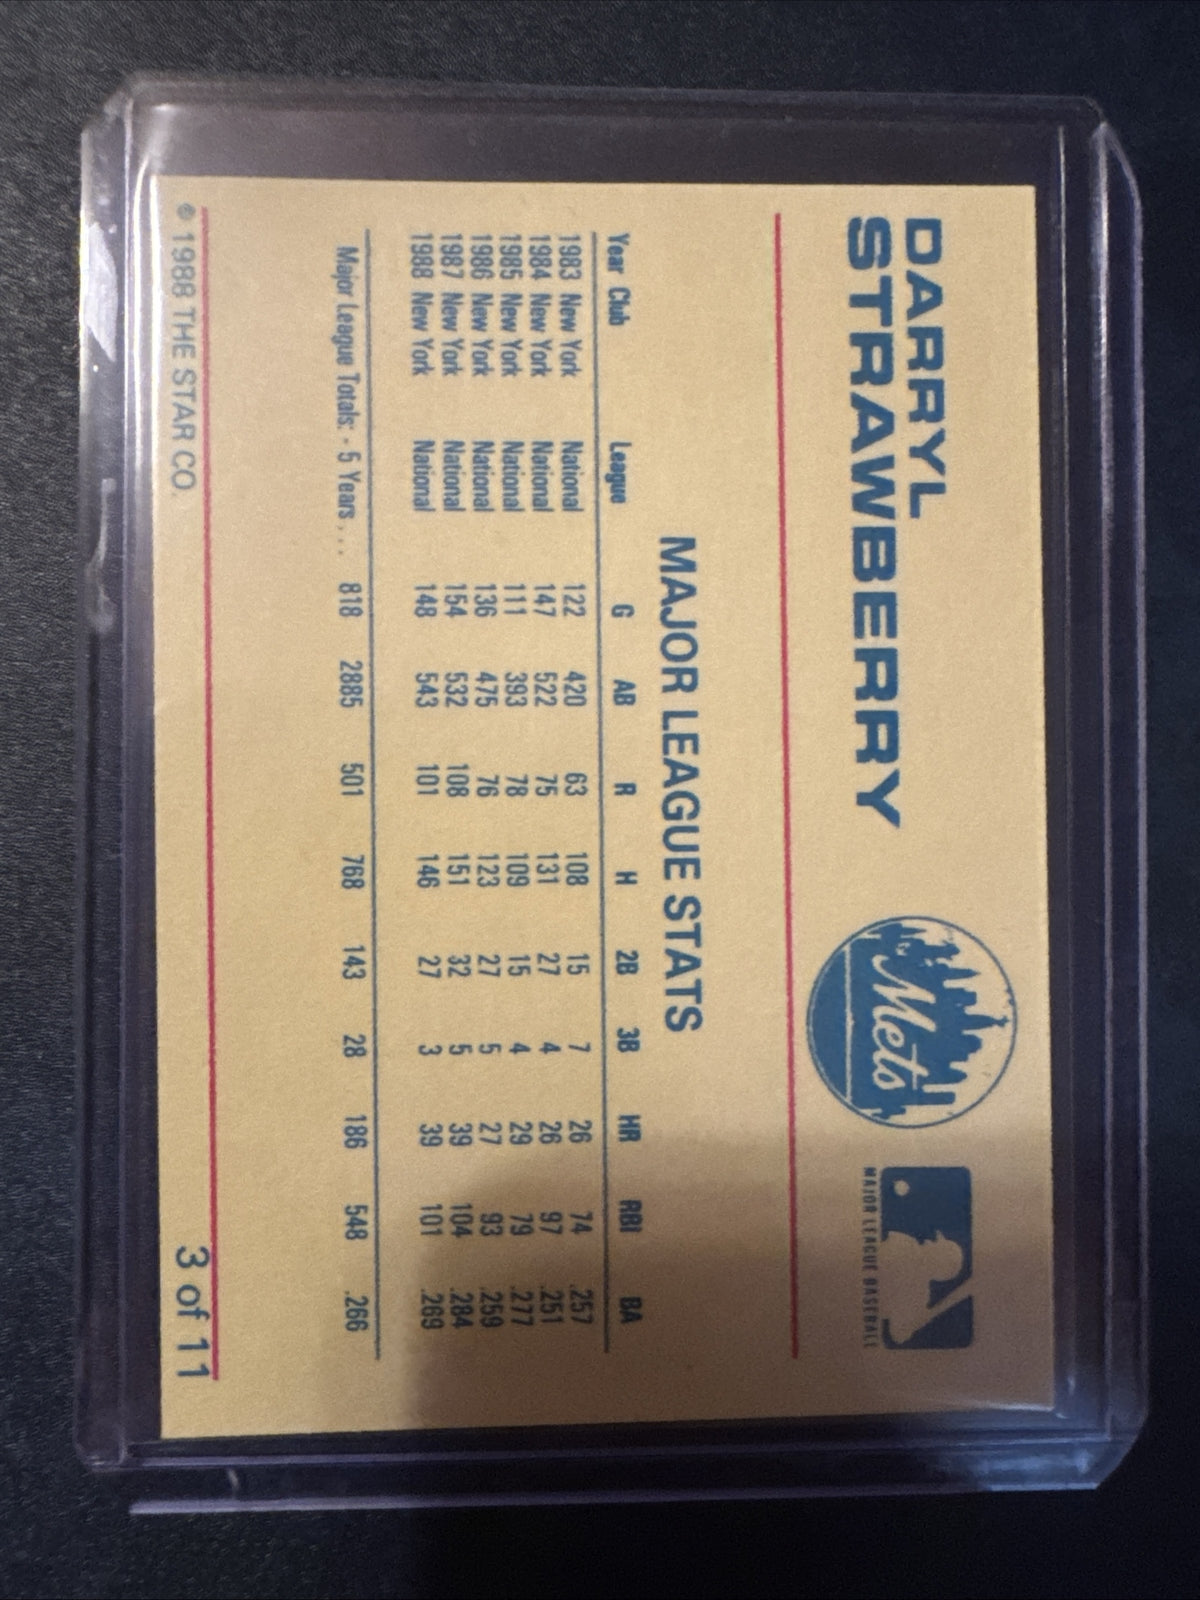 DARRYL
STRAWBERRY
Mets
MAJOR LEAGUE BASEBALL
MAJOR LEAGUE STATS
Year Club League G AB R H 2B 3B HR RBI BA
1983 New York National 122 420 63 108 15 7 26 74 .257
1984 New York National 147 522 75 131 27 4 26 97 .251
1985 New York National 111 393 78 109 15 4 29 79 .277
1986 New York National 136 475 76 123 27 5 27 93 .259
1987 New York National 154 532 108 151 32 5 39 104 .284
1988 New York National 148 543 101 146 27 3 39 101 .269
Major League Totals: - 5 Years . . . 818 2885 501 768 143 28 186 548 .266
© 1988 THE STAR CO. 3 of 11